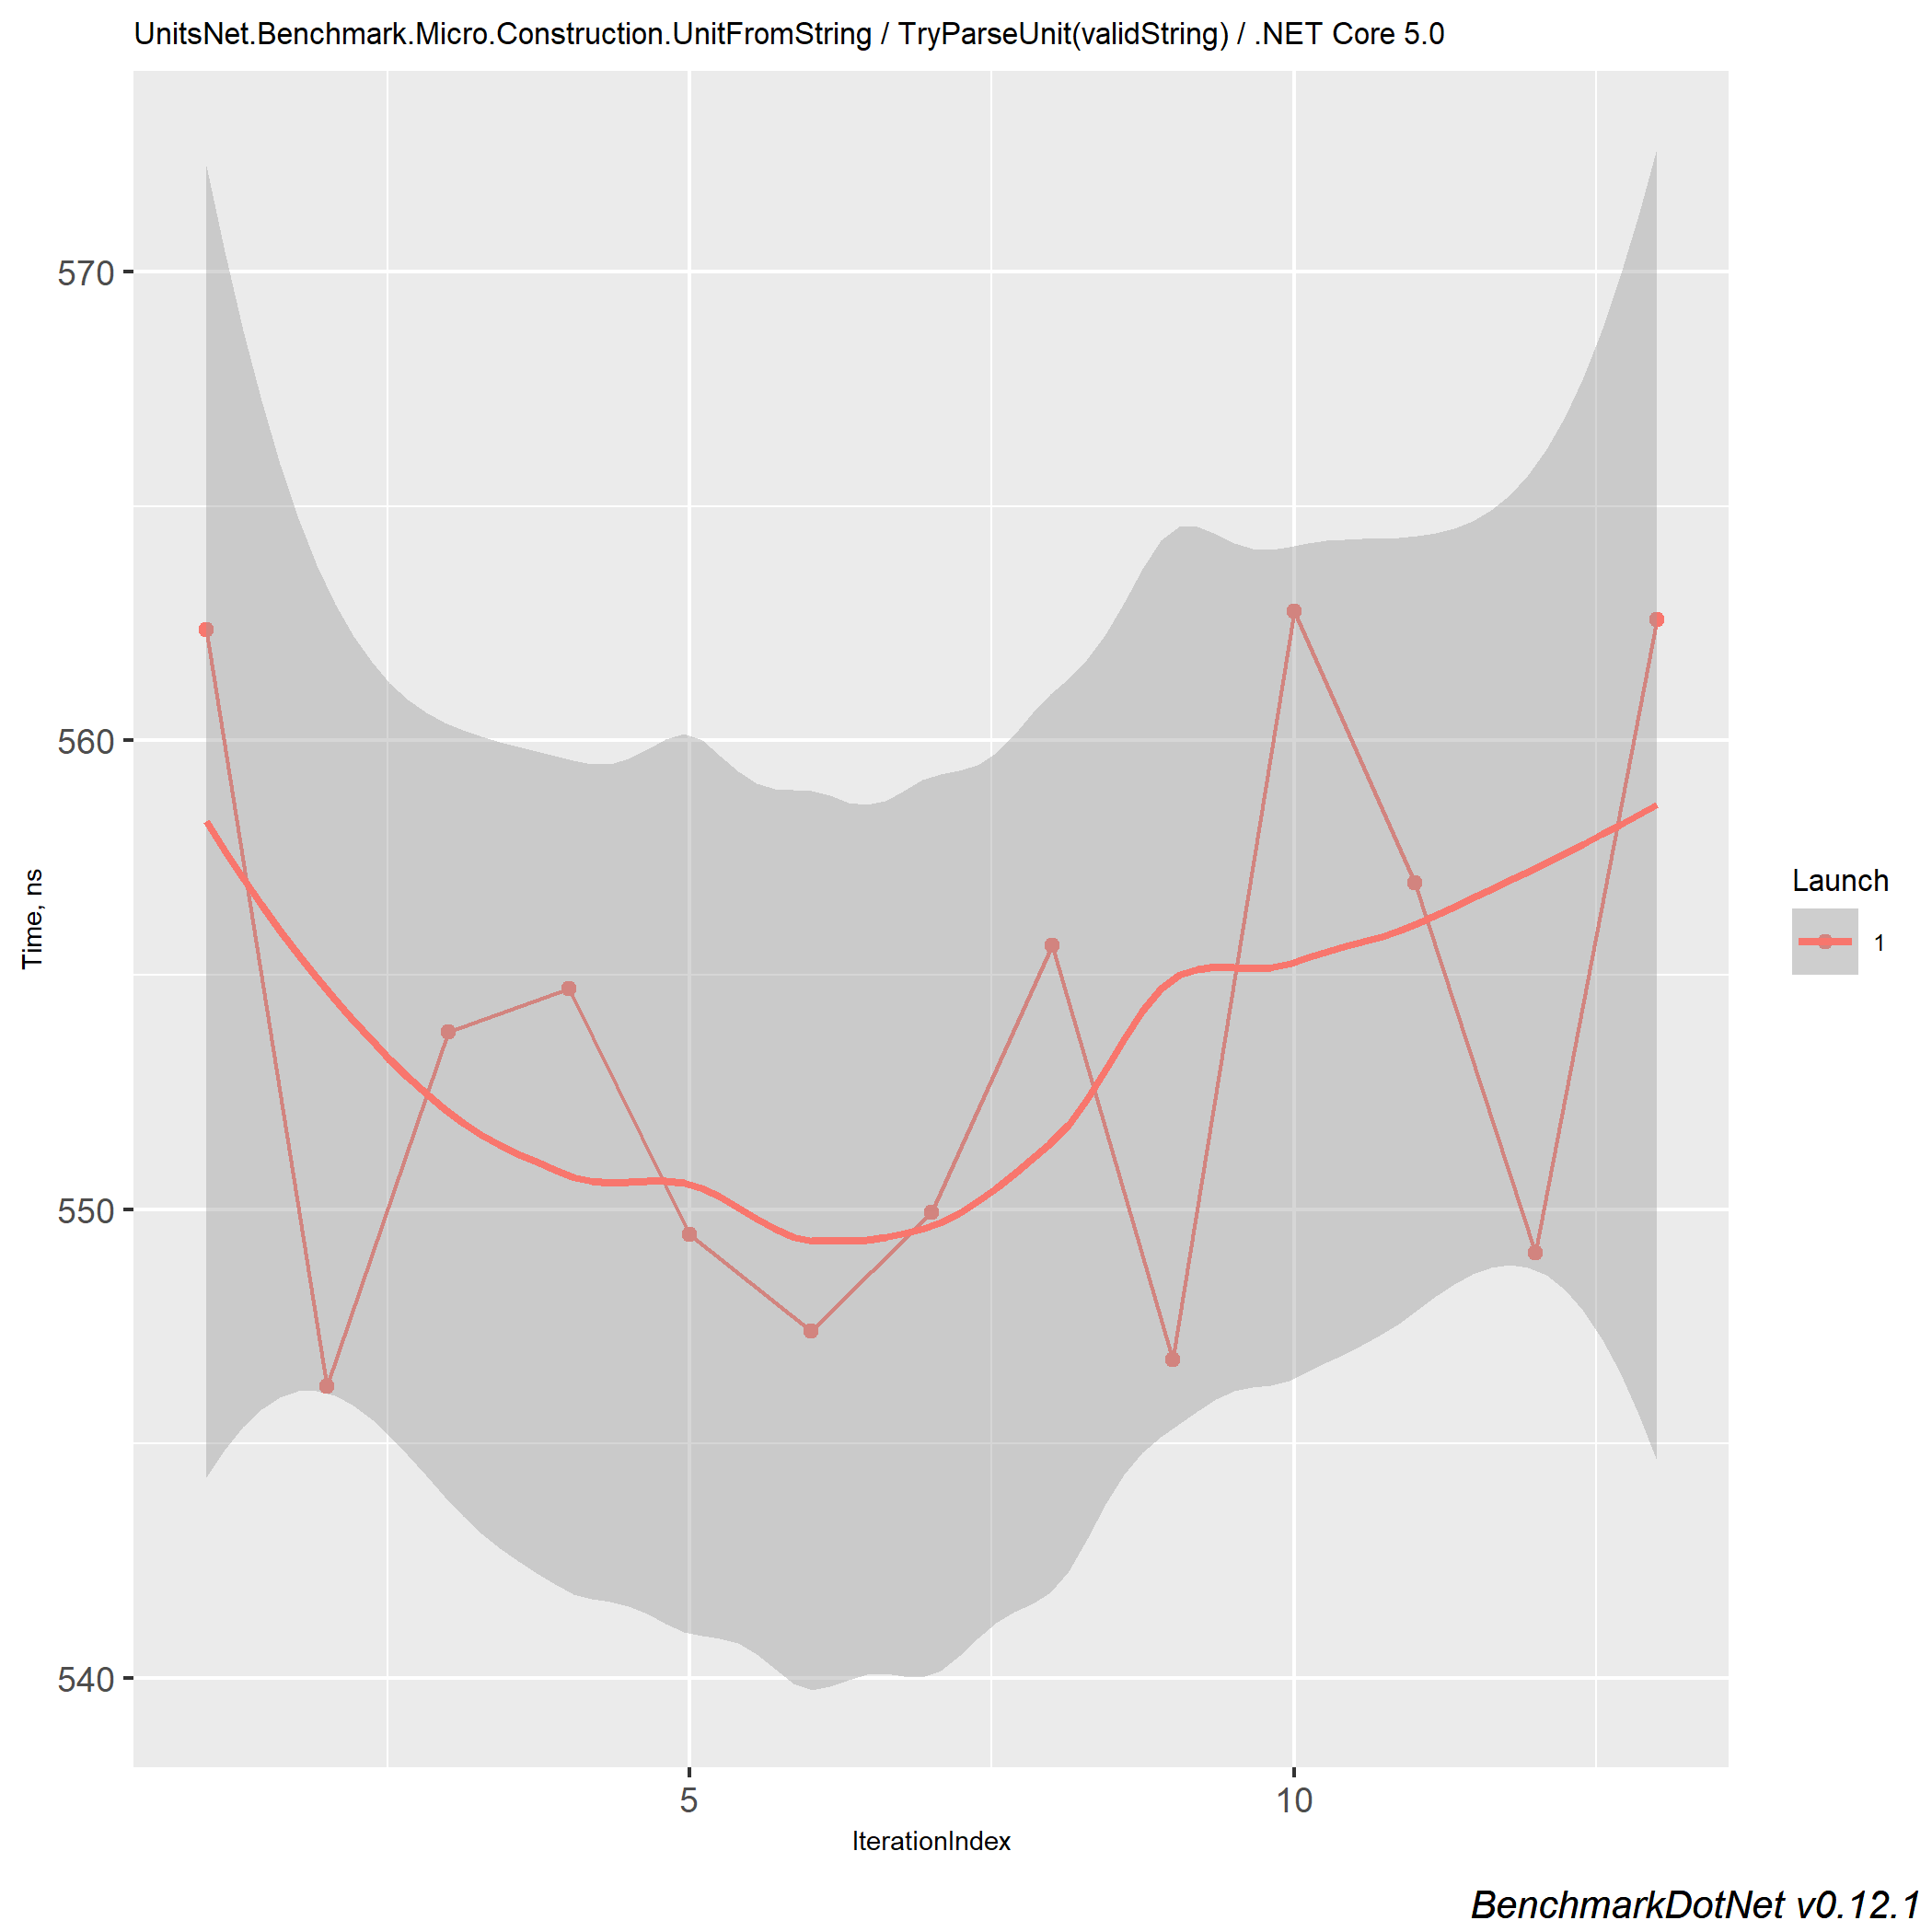 UnitsNet.Benchmark.Micro.Construction.UnitFromString / TryParseUnit(validString) / .NET Core 5.0
570
560
550
540
Time, ns
5
10
IterationIndex
Launch
1
BenchmarkDotNet v0.12.1